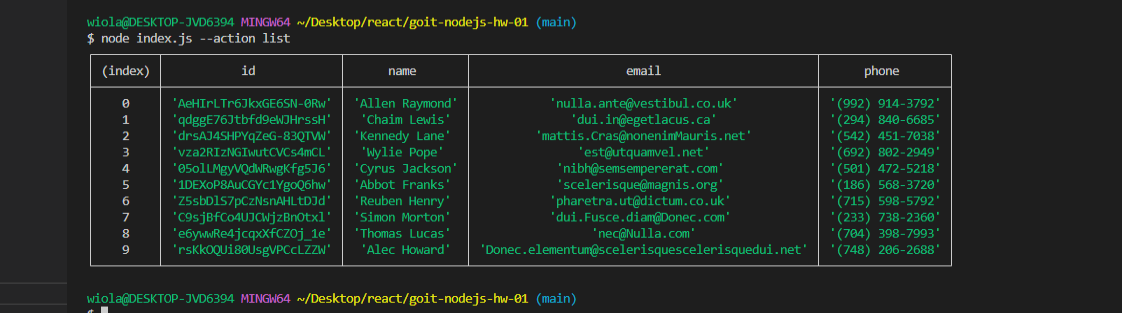 wiola@DESKTOP-JVD6394 MINGW64 ~/Desktop/react/goit-nodejs-hw-01 (main)
$ node index.js --action list
(index) id name email phone
0 'AeHIrLTr6JkxGE6SN-0Rw' 'Allen Raymond' 'nulla.ante@vestibul.co.uk' '(992) 914-3792'
1 'qdggE76Jtbfd9eWJHrssH' 'Chaim Lewis' 'dui.in@egetlacus.ca' '(294) 840-6685'
2 'drsAJ4SHPYqZeG-83QTVW' 'Kennedy Lane' 'mattis.Cras@nonenimMauris.net' '(542) 451-7038'
3 'vza2RIzNGIwutCVCs4mCL' 'Wylie Pope' 'est@utquamvel.net' '(692) 802-2949'
4 '05olLMgyVQdWRwgKfg5J6' 'Cyrus Jackson' 'nibh@semsempererat.com' '(501) 472-5218'
5 '1DEXoP8AuCGYc1YgoQ6hw' 'Abbot Franks' 'scelerisque@magnis.org' '(186) 568-3720'
6 'Z5sbDlS7pCzNsnAHLtDJd' 'Reuben Henry' 'pharetra.ut@dictum.co.uk' '(715) 598-5792'
7 'C9sjBfCo4UJCWjzBnOtxl' 'Simon Morton' 'dui.Fusce.diam@Donec.com' '(233) 738-2360'
8 'e6ywwRe4jcqxXfCZOj_1e' 'Thomas Lucas' 'nec@Nulla.com' '(704) 398-7993'
9 'rsKkOQUi80UsgVPCcLZZW' 'Alec Howard' 'Donec.elementum@scelerisquescelerisquedui.net' '(748) 206-2688'
wiola@DESKTOP-JVD6394 MINGW64 ~/Desktop/react/goit-nodejs-hw-01 (main)
$